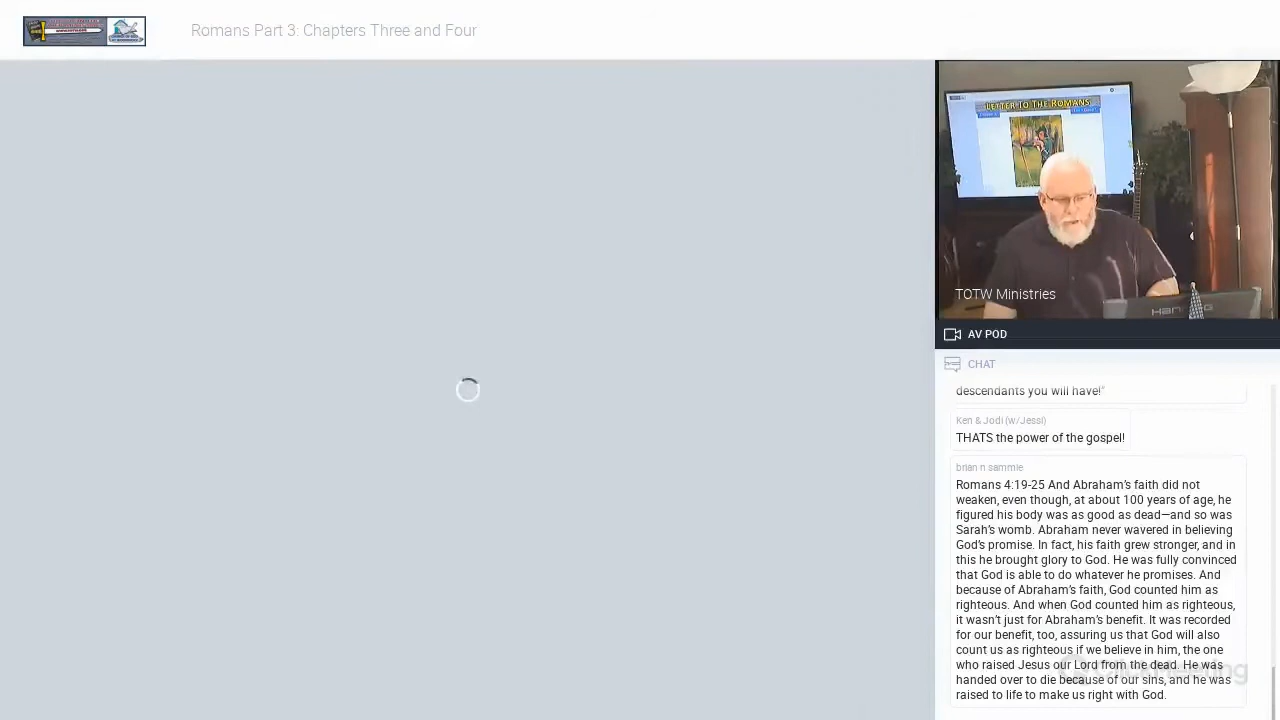 Romans Part 3: Chapters Three and Four
LETTER TO THE ROMANS
TOTW Ministries
AV POD
CHAT
descendants you will have!"
Ken & Jodi (w/Jessi)
THATS the power of the gospel!
brian n sammie
Romans 4:19-25 And Abraham's faith did not
weaken, even though, at about 100 years of age, he
figured his body was as good as dead—and so was
Sarah's womb. Abraham never wavered in believing
God's promise. In fact, his faith grew stronger, and in
this he brought glory to God. He was fully convinced
that God is able to do whatever he promises. And
because of Abraham's faith, God counted him as
righteous. And when God counted him as righteous,
it wasn't just for Abraham's benefit. It was recorded
for our benefit, too, assuring us that God will also
count us as righteous if we believe in him, the one
who raised Jesus our Lord from the dead. He was
handed over to die because of our sins, and he was
raised to life to make us right with God.
ClickMeeting